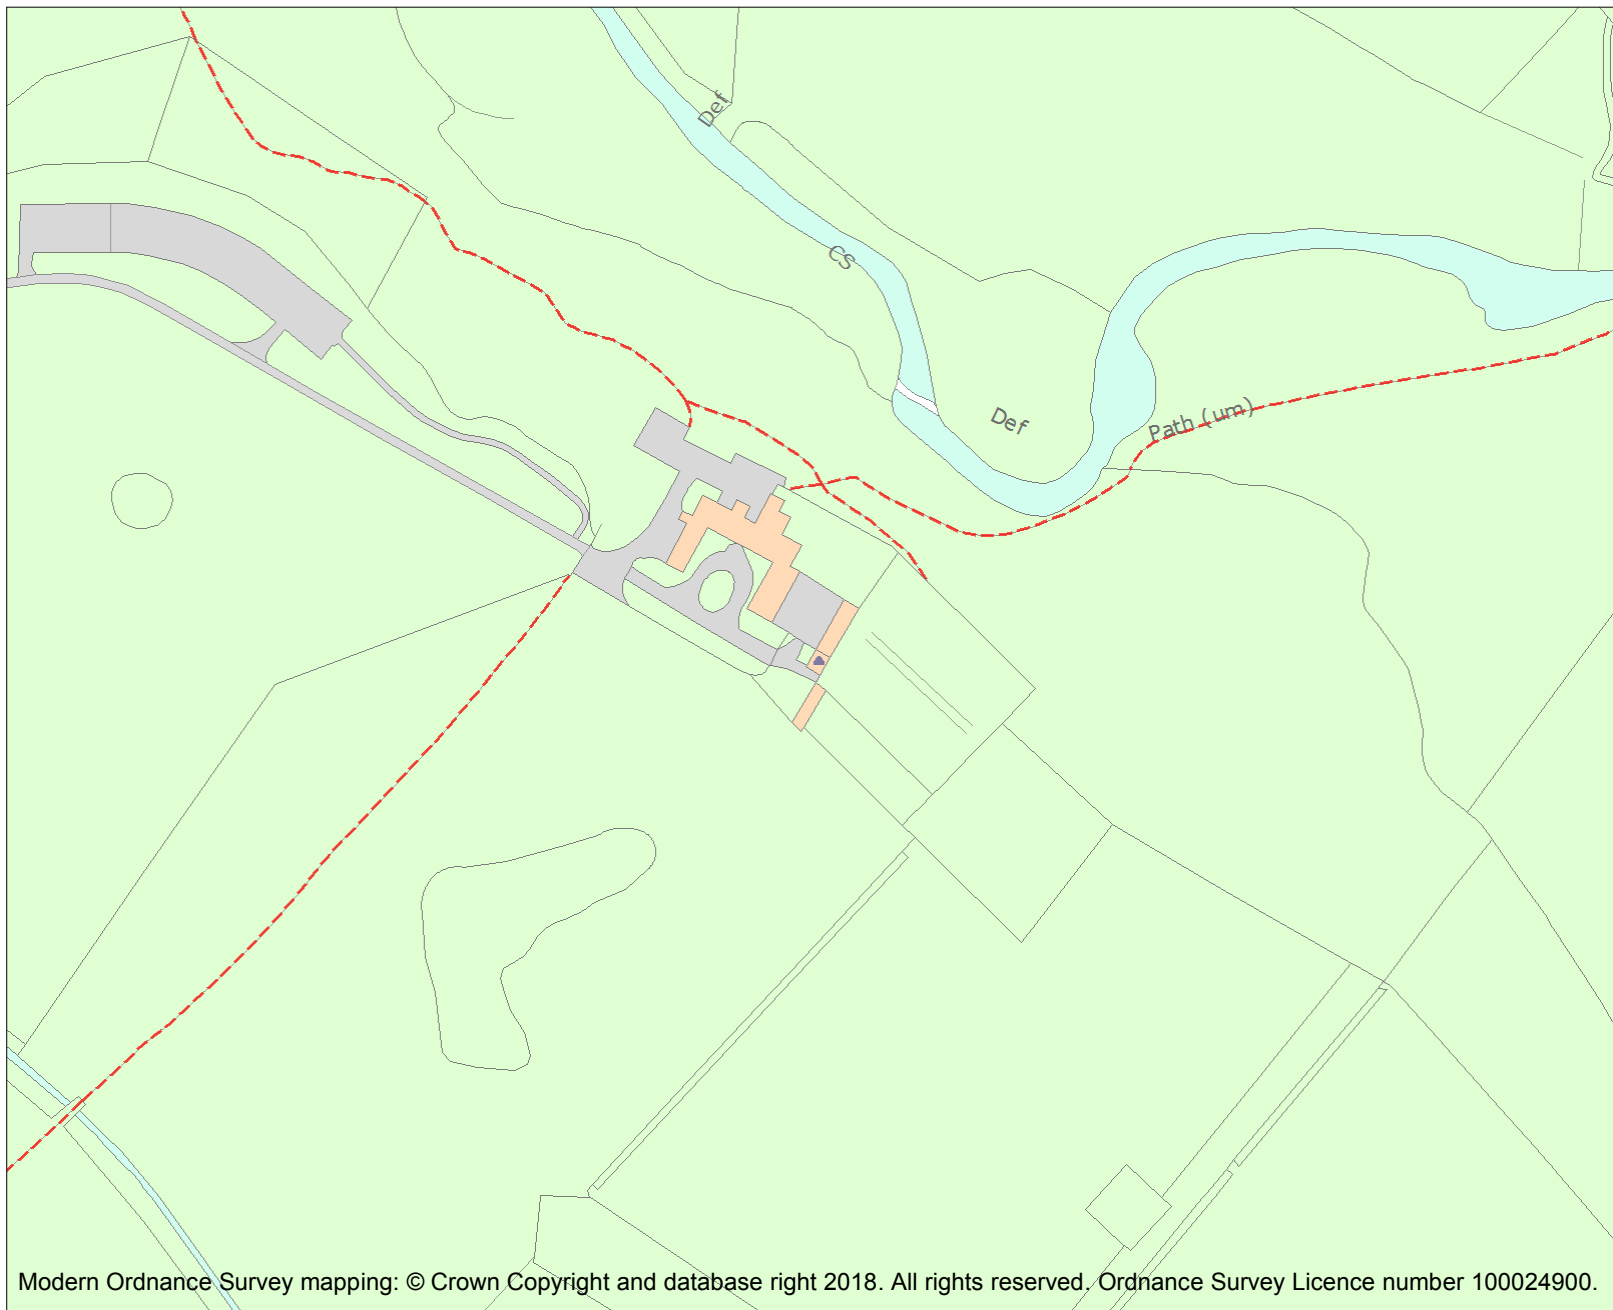 Def
CS
Def
Path (um)
Modern Ordnance Survey mapping: © Crown Copyright and database right 2018. All rights reserved. Ordnance Survey Licence number 100024900.